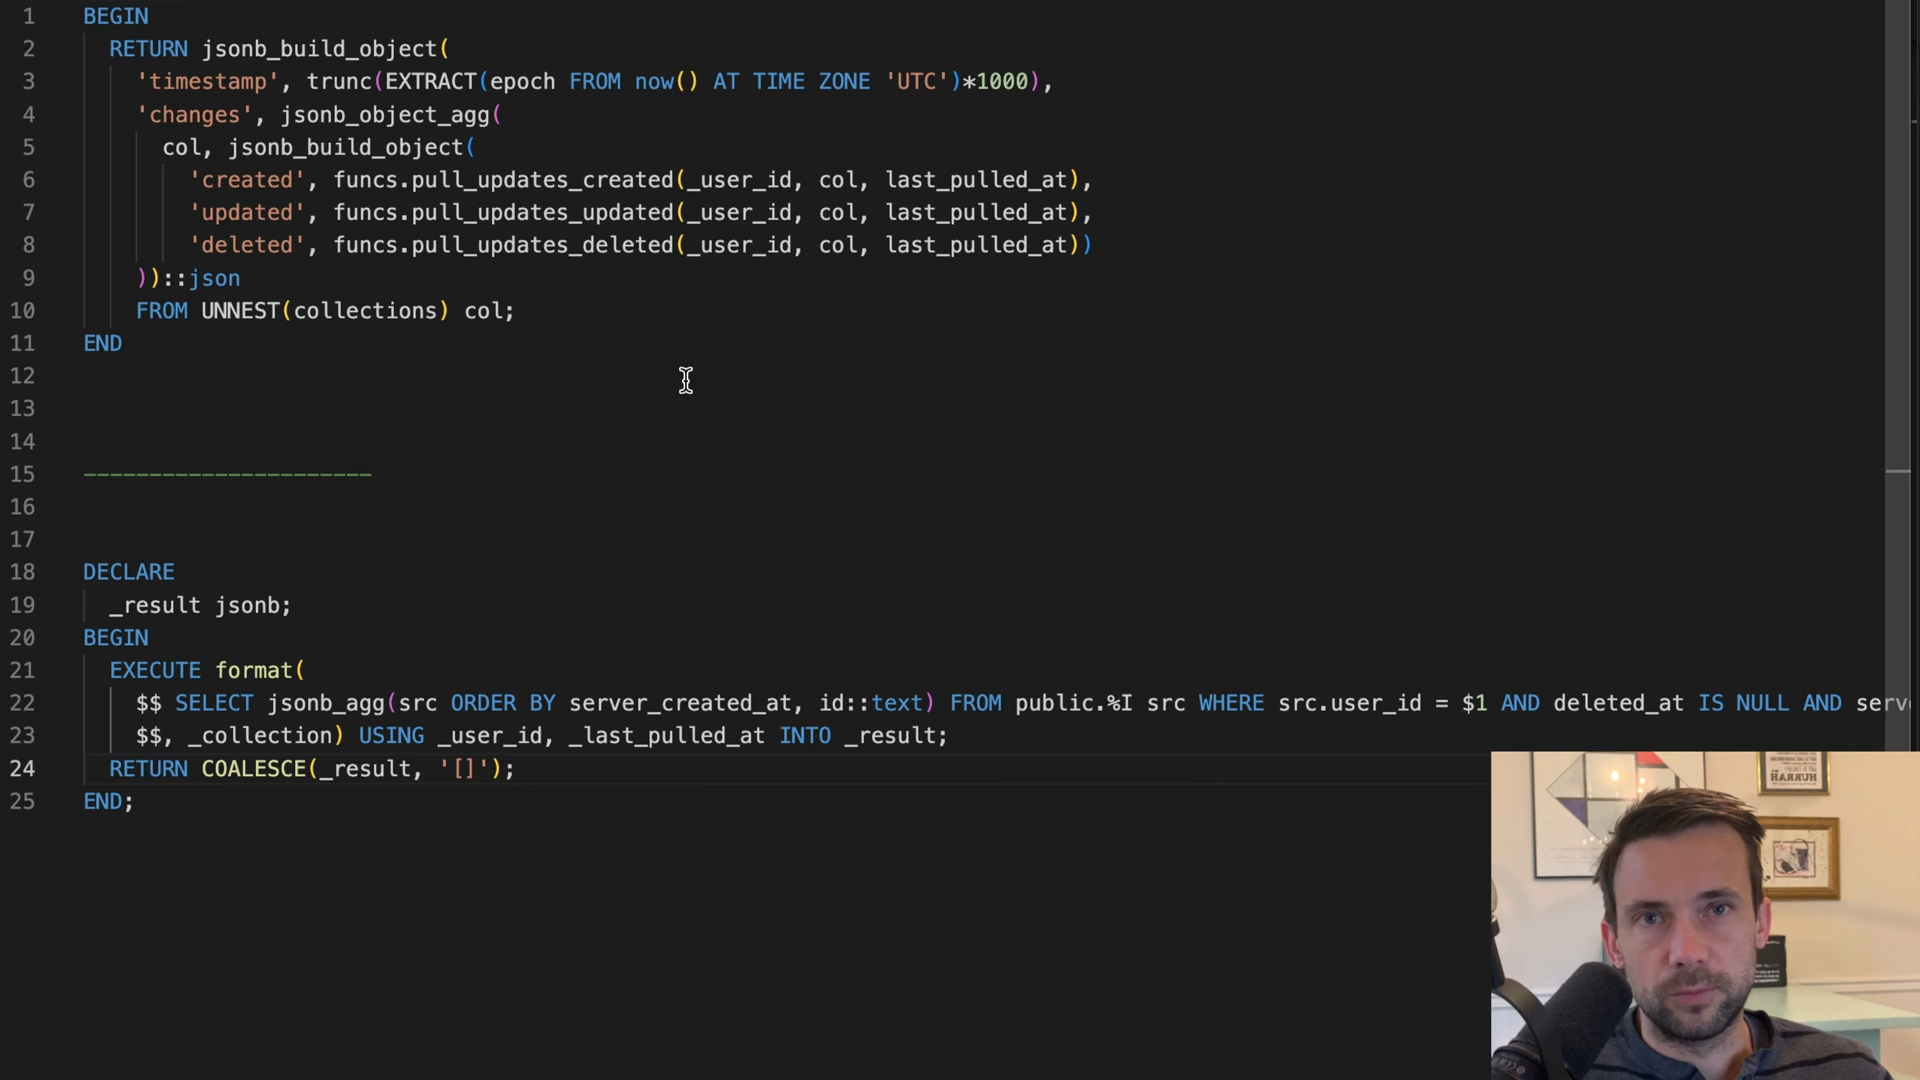 1 BEGIN
2 RETURN jsonb_build_object(
3 'timestamp', trunc(EXTRACT(epoch FROM now() AT TIME ZONE 'UTC')*1000),
4 'changes', jsonb_object_agg(
5 col, jsonb_build_object(
6 'created', funcs.pull_updates_created(_user_id, col, last_pulled_at),
7 'updated', funcs.pull_updates_updated(_user_id, col, last_pulled_at),
8 'deleted', funcs.pull_updates_deleted(_user_id, col, last_pulled_at))
9 ))::json
10 FROM UNNEST(collections) col;
11 END
12
13
14
15 ----------------------
16
17
18 DECLARE
19 _result jsonb;
20 BEGIN
21 EXECUTE format(
22 $$ SELECT jsonb_agg(src ORDER BY server_created_at, id::text) FROM public.%I src WHERE src.user_id = $1 AND deleted_at IS NULL AND serv
23 $$, _collection) USING _user_id, _last_pulled_at INTO _result;
24 RETURN COALESCE(_result, '[]');
25 END;
HURRAH